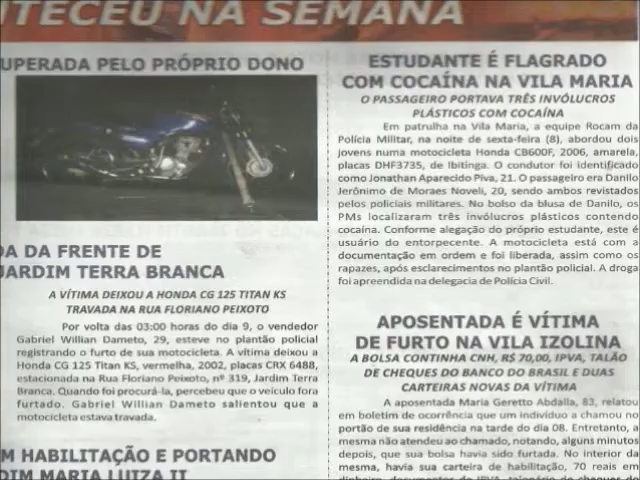 TECEU NA SEMANA
UPERADA PELO PRÓPRIO DONO
DA DA FRENTE DE
JARDIM TERRA BRANCA
A VÍTIMA DEIXOU A HONDA CG 125 TITAN KS
TRAVADA NA RUA FLORIANO PEIXOTO
Por volta das 03:00 horas do dia 9, o vendedor
Gabriel Willian Dameto, 29, esteve no plantão policial
registrando o furto de sua motocicleta. A vítima deixou a
Honda CG 125 Titan KS, vermelha, 2002, placas CRX 6488,
estacionada na Rua Floriano Peixoto, nº 319, Jardim Terra
Branca. Quando foi procurá-la, percebeu que o veículo fora
furtado. Gabriel Willian Dameto salientou que a
motocicleta estava travada.
M HABILITAÇÃO E PORTANDO
DIM MARIA LUIZA II
ESTUDANTE É FLAGRADO
COM COCAÍNA NA VILA MARIA
O PASSAGEIRO PORTAVA TRÊS INVÓLUCROS
PLÁSTICOS COM COCAÍNA
Em patrulha na Vila Maria, a equipe Rocam da
Polícia Militar, na noite de sexta-feira (8), abordou dois
jovens numa motocicleta Honda CB600F, 2006, amarela,
placas DHF3735, de Ibitinga. O condutor foi identificado
como Jonathan Aparecido Piva, 21. O passageiro era Danilo
Jerônimo de Moraes Noveli, 20, sendo ambos revistados
pelos policiais militares. No bolso da blusa de Danilo, os
PMs localizaram três invólucros plásticos contendo
cocaína. Conforme alegação do próprio estudante, este é
usuário do entorpecente. A motocicleta está com a
documentação em ordem e foi liberada, assim como os
rapazes, após esclarecimentos no plantão policial. A droga
foi apreendida na delegacia de Polícia Civil.
APOSENTADA É VÍTIMA
DE FURTO NA VILA IZOLINA
A BOLSA CONTINHA CNH, R$ 70,00, IPVA, TALÃO
DE CHEQUES DO BANCO DO BRASIL E DUAS
CARTEIRAS NOVAS DA VÍTIMA
A aposentada Maria Geretto Abdalla, 83, relatou
em boletim de ocorrência que um indivíduo a chamou no
portão de sua residência na tarde do dia 08. Entretanto, a
mesma não atendeu ao chamado, notando, alguns minutos
depois, que sua bolsa havia sido furtada. No interior da
mesma, havia sua carteira de habilitação, 70 reais em